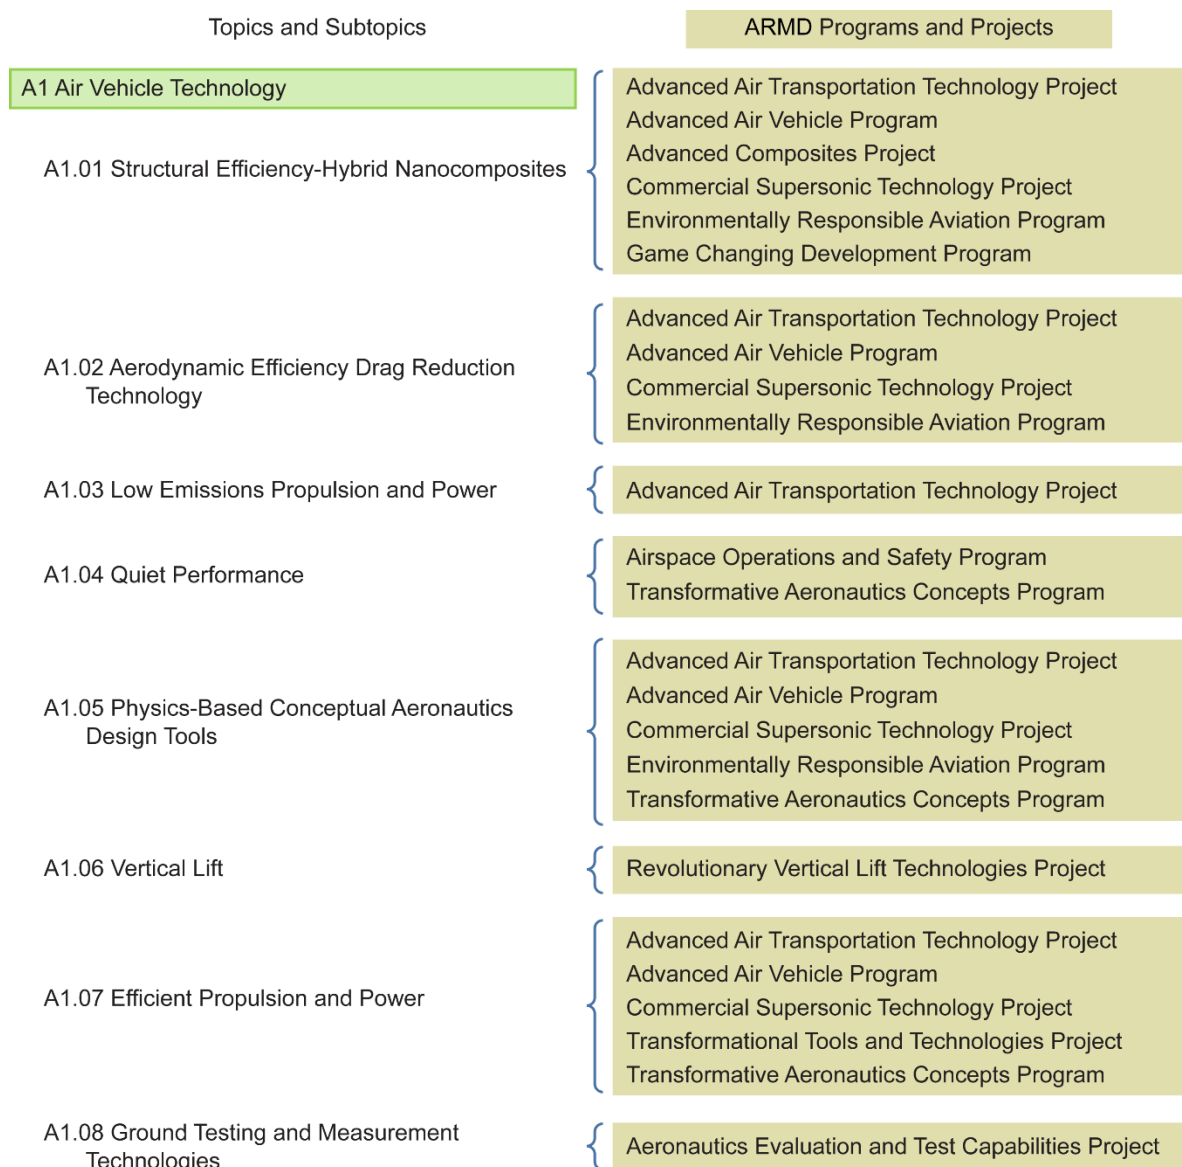 Topics and Subtopics
ARMD Programs and Projects
A1 Air Vehicle Technology
A1.01 Structural Efficiency-Hybrid Nanocomposites
Advanced Air Transportation Technology Project
Advanced Air Vehicle Program
Advanced Composites Project
Commercial Supersonic Technology Project
Environmentally Responsible Aviation Program
Game Changing Development Program
A1.02 Aerodynamic Efficiency Drag Reduction
Technology
Advanced Air Transportation Technology Project
Advanced Air Vehicle Program
Commercial Supersonic Technology Project
Environmentally Responsible Aviation Program
A1.03 Low Emissions Propulsion and Power
Advanced Air Transportation Technology Project
A1.04 Quiet Performance
Airspace Operations and Safety Program
Transformative Aeronautics Concepts Program
A1.05 Physics-Based Conceptual Aeronautics
Design Tools
Advanced Air Transportation Technology Project
Advanced Air Vehicle Program
Commercial Supersonic Technology Project
Environmentally Responsible Aviation Program
Transformative Aeronautics Concepts Program
A1.06 Vertical Lift
Revolutionary Vertical Lift Technologies Project
A1.07 Efficient Propulsion and Power
Advanced Air Transportation Technology Project
Advanced Air Vehicle Program
Commercial Supersonic Technology Project
Transformational Tools and Technologies Project
Transformative Aeronautics Concepts Program
A1.08 Ground Testing and Measurement
Technologies
Aeronautics Evaluation and Test Capabilities Project